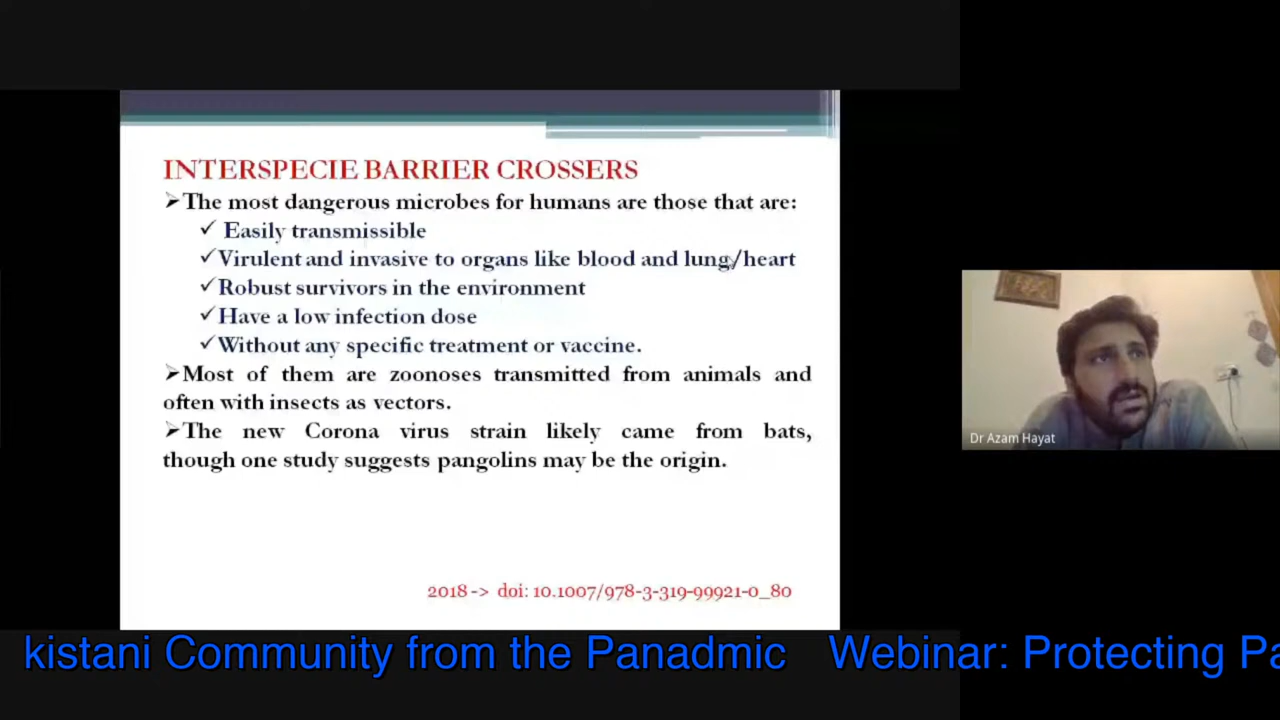 INTERSPECIE BARRIER CROSSERS
➢The most dangerous microbes for humans are those that are:
✓ Easily transmissible
✓Virulent and invasive to organs like blood and lung/heart
✓Robust survivors in the environment
✓Have a low infection dose
✓Without any specific treatment or vaccine.
➢Most of them are zoonoses transmitted from animals and
often with insects as vectors.
➢The new Corona virus strain likely came from bats,
though one study suggests pangolins may be the origin.
2018 -> doi: 10.1007/978-3-319-99921-0_80
Dr Azam Hayat
kistani Community from the Panadmic Webinar: Protecting Pa